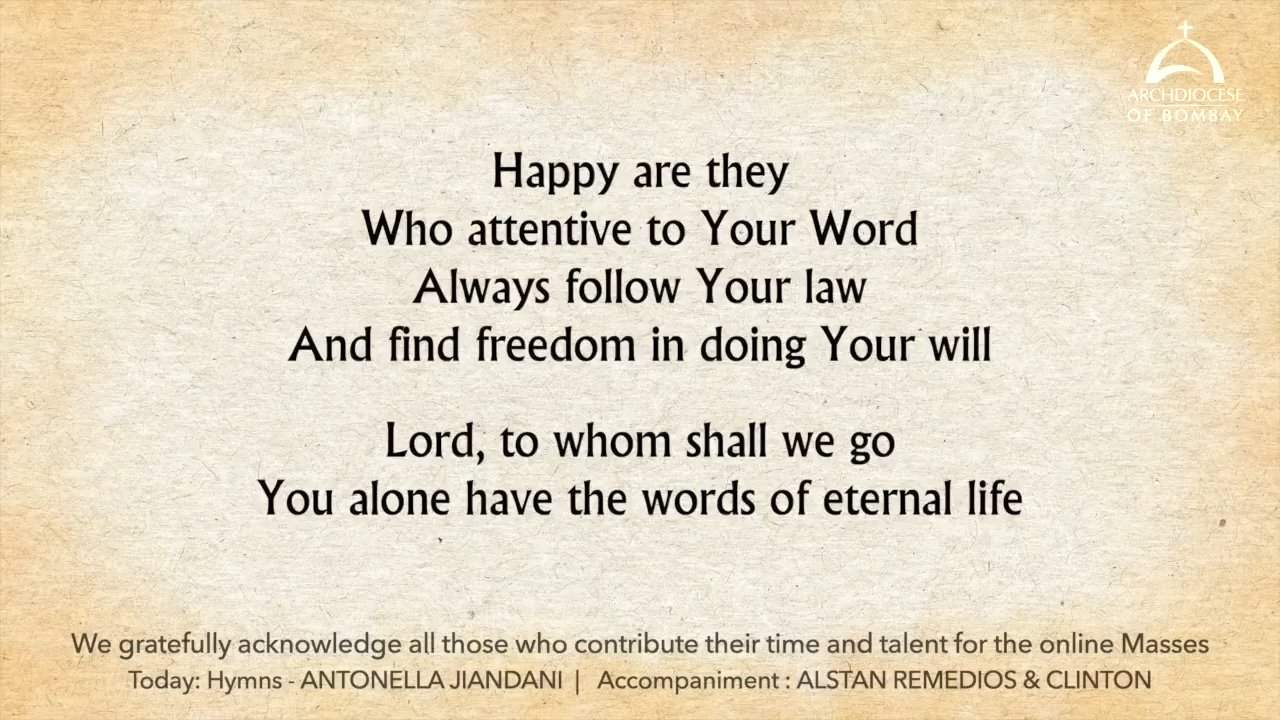 ARCHDIOCESE
OF BOMBAY
Happy are they
Who attentive to Your Word
Always follow Your law
And find freedom in doing Your will
Lord, to whom shall we go
You alone have the words of eternal life
We gratefully acknowledge all those who contribute their time and talent for the online Masses
Today: Hymns - ANTONELLA JIANDANI | Accompaniment : ALSTAN REMEDIOS & CLINTON